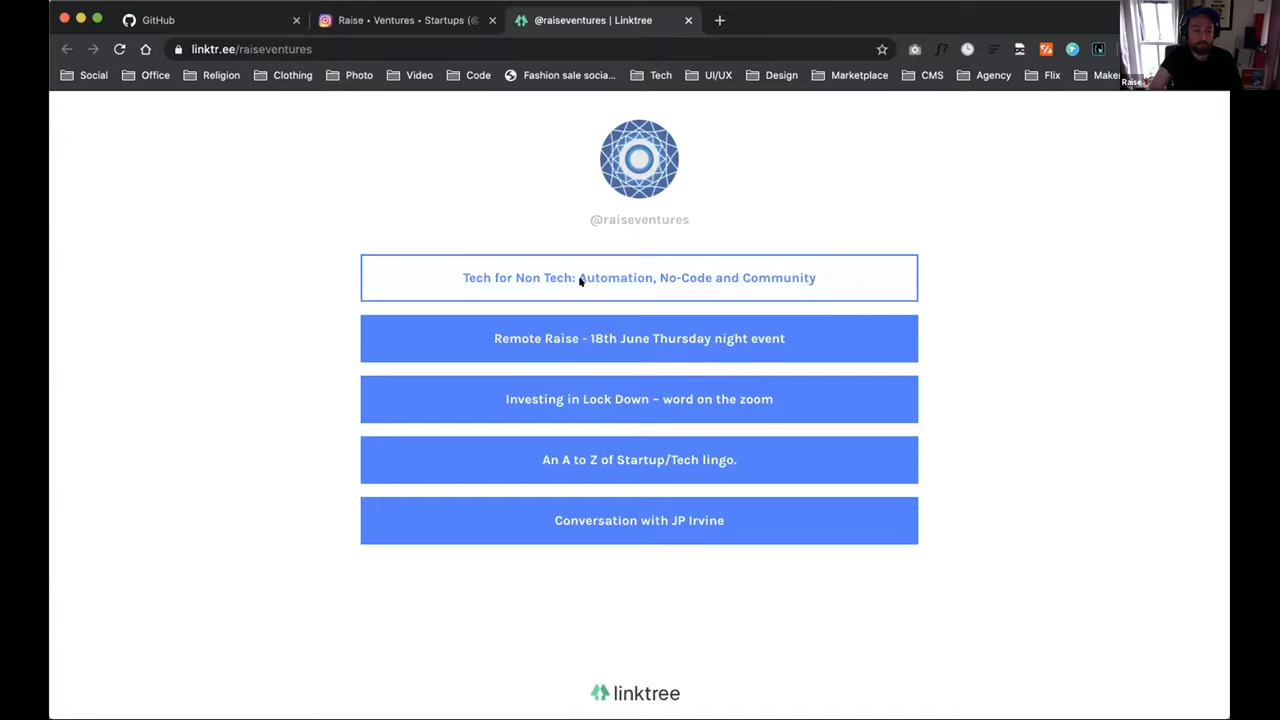 GitHub
Raise • Ventures • Startups (@
@raiseventures | Linktree
linktr.ee/raiseventures
f?
Social
Office
Religion
Clothing
Photo
Video
Code
Fashion sale socia...
Tech
UI/UX
Design
Marketplace
CMS
Agency
Flix
Raise
@raiseventures
Tech for Non Tech: Automation, No-Code and Community
Remote Raise - 18th June Thursday night event
Investing in Lock Down – word on the zoom
An A to Z of Startup/Tech lingo.
Conversation with JP Irvine
linktree